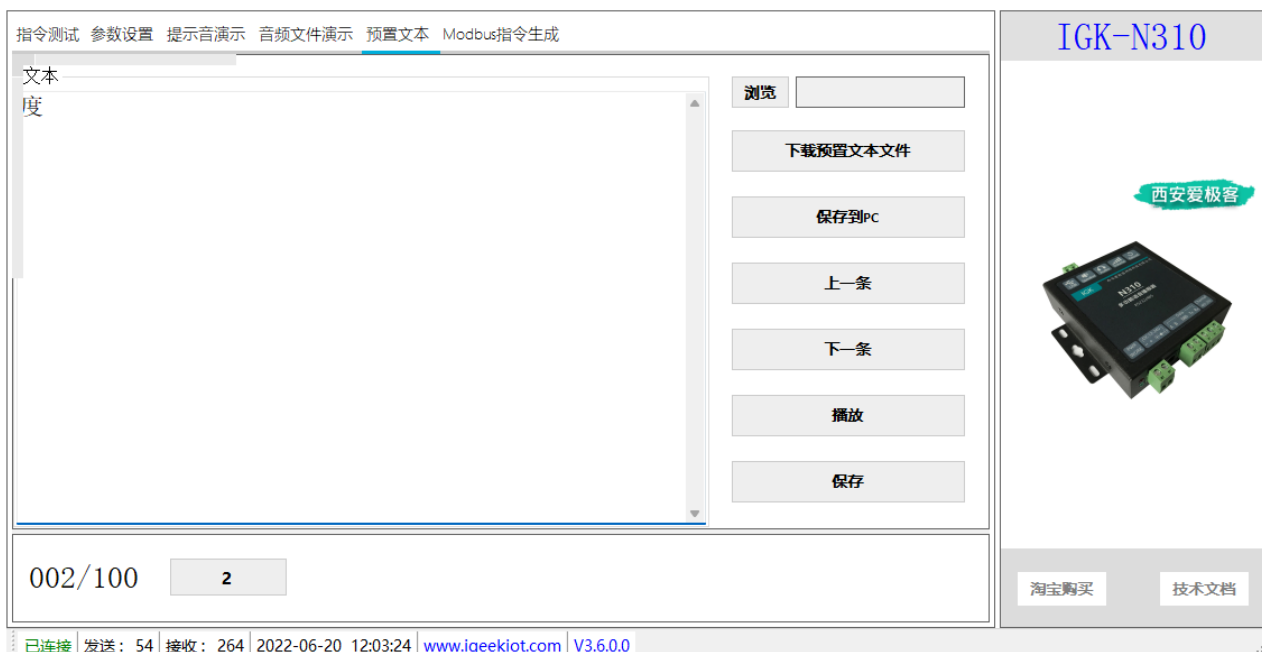 指令测试 参数设置 提示音演示 音频文件演示 预置文本 Modbus指令生成
IGK-N310
文本
度
浏览
下载预置文本文件
保存到PC
上一条
下一条
播放
保存
西安爱极客
IGK
N310
002/100
2
淘宝购买
技术文档
已连接 发送： 54 接收： 264 2022-06-20 12:03:24 www.igeekiot.com V3.6.0.0